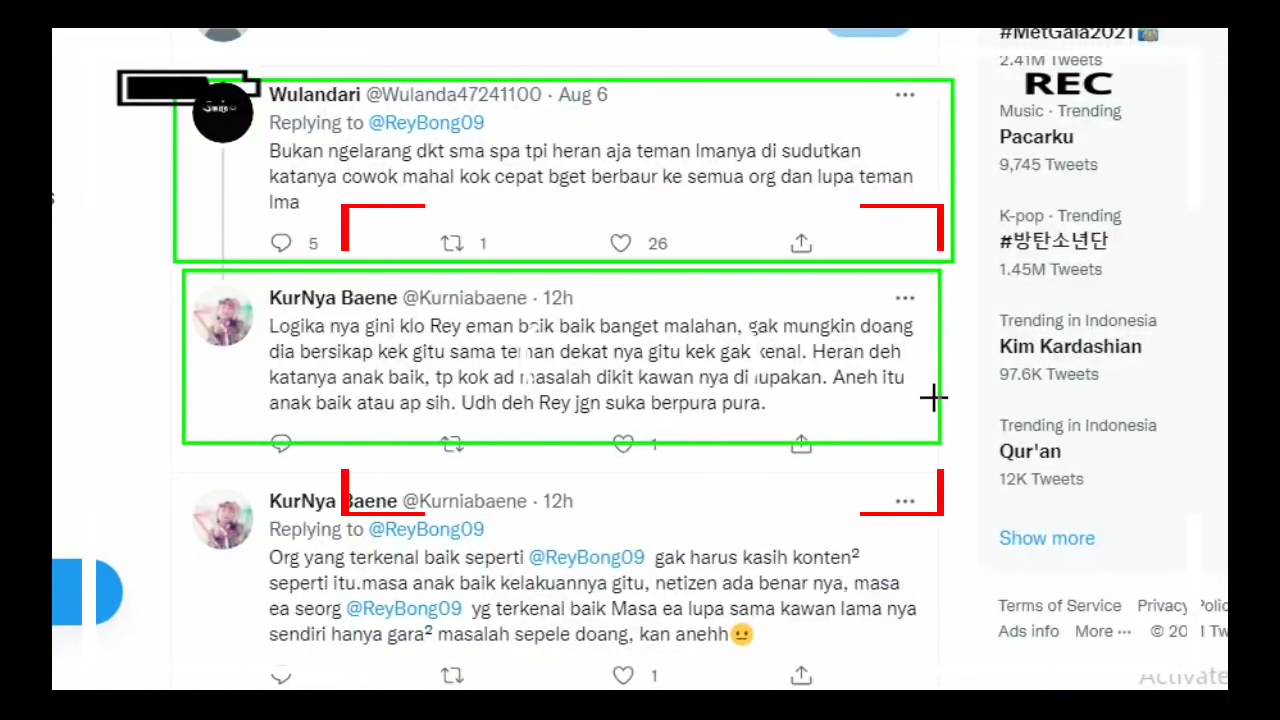 #MetGala2021
2.41M Tweets
REC
Wulandari @Wulanda47241100 · Aug 6
Replying to @ReyBong09
Bukan ngelarang dkt sma spa tpi heran aja teman lmanya di sudutkan
katanya cowok mahal kok cepat bget berbaur ke semua org dan lupa teman
lma
5 1 26
KurNya Baene @Kurniabaene · 12h
Logika nya gini klo Rey eman baik baik banget malahan, gak mungkin doang
dia bersikap kek gitu sama teman dekat nya gitu kek gak kenal. Heran deh
katanya anak baik, tp kok ad masalah dikit kawan nya di lupakan. Aneh itu
anak baik atau ap sih. Udh deh Rey jgn suka berpura pura.
1
KurNya Baene @Kurniabaene · 12h
Replying to @ReyBong09
Org yang terkenal baik seperti @ReyBong09 gak harus kasih konten²
seperti itu.masa anak baik kelakuannya gitu, netizen ada benar nya, masa
ea seorg @ReyBong09 yg terkenal baik Masa ea lupa sama kawan lama nya
sendiri hanya gara² masalah sepele doang, kan anehh😐
1
Music · Trending
Pacarku
9,745 Tweets
K-pop · Trending
#방탄소년단
1.45M Tweets
Trending in Indonesia
Kim Kardashian
97.6K Tweets
Trending in Indonesia
Qur'an
12K Tweets
Show more
Terms of Service Privacy
Ads info More ··· ©
Activate